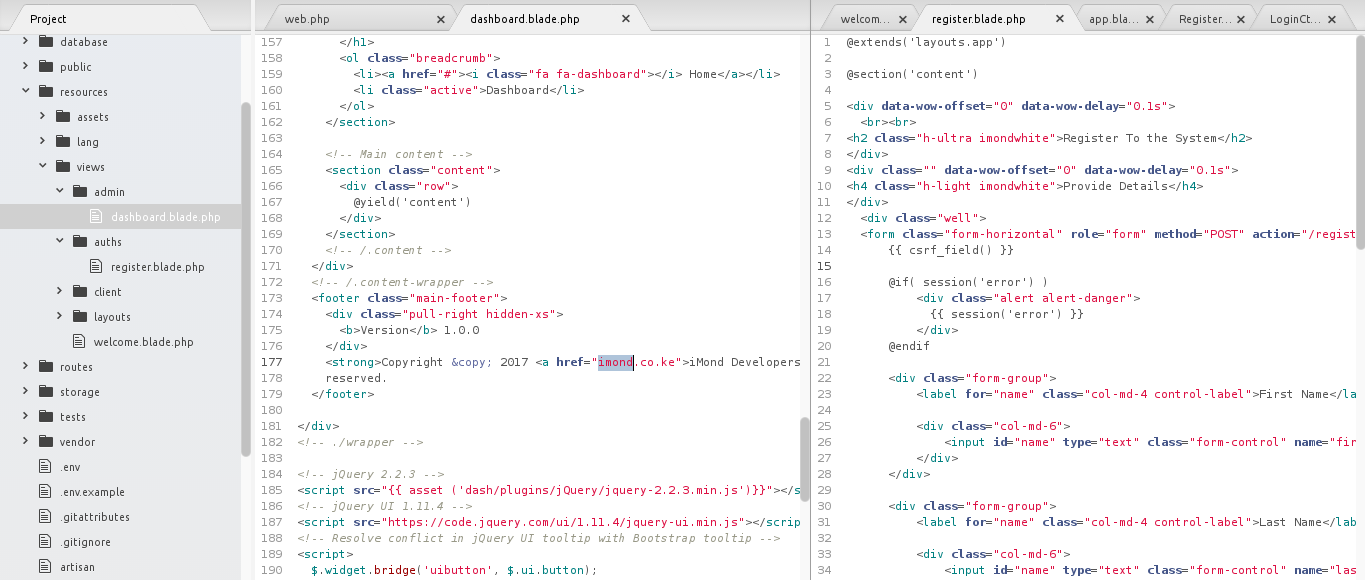 Project
database
public
resources
assets
lang
views
admin
dashboard.blade.php
auths
register.blade.php
client
layouts
welcome.blade.php
routes
storage
tests
vendor
.env
.env.example
.gitattributes
.gitignore
artisan
web.php
dashboard.blade.php
157 </h1>
158 <ol class="breadcrumb">
159 <li><a href="#"><i class="fa fa-dashboard"></i> Home</a></li>
160 <li class="active">Dashboard</li>
161 </ol>
162 </section>
163
164 <!-- Main content -->
165 <section class="content">
166 <div class="row">
167 @yield('content')
168 </div>
169 </section>
170 <!-- /.content -->
171 </div>
172 <!-- /.content-wrapper -->
173 <footer class="main-footer">
174 <div class="pull-right hidden-xs">
175 <b>Version</b> 1.0.0
176 </div>
177 <strong>Copyright &copy; 2017 <a href="imond.co.ke">iMond Developers
178 reserved.
179 </footer>
180
181 </div>
182 <!-- ./wrapper -->
183
184 <!-- jQuery 2.2.3 -->
185 <script src="{{ asset ('dash/plugins/jQuery/jquery-2.2.3.min.js')}}"></s
186 <!-- jQuery UI 1.11.4 -->
187 <script src="https://code.jquery.com/ui/1.11.4/jquery-ui.min.js"></scrip
188 <!-- Resolve conflict in jQuery UI tooltip with Bootstrap tooltip -->
189 <script>
190 $.widget.bridge('uibutton', $.ui.button);
welcom...
register.blade.php
app.bla...
Register...
LoginCt...
1 @extends('layouts.app')
2
3 @section('content')
4
5 <div data-wow-offset="0" data-wow-delay="0.1s">
6 <br><br>
7 <h2 class="h-ultra imondwhite">Register To the System</h2>
8 </div>
9 <div class="" data-wow-offset="0" data-wow-delay="0.1s">
10 <h4 class="h-light imondwhite">Provide Details</h4>
11 </div>
12 <div class="well">
13 <form class="form-horizontal" role="form" method="POST" action="/regist
14 {{ csrf_field() }}
15
16 @if( session('error') )
17 <div class="alert alert-danger">
18 {{ session('error') }}
19 </div>
20 @endif
21
22 <div class="form-group">
23 <label for="name" class="col-md-4 control-label">First Name</la
24
25 <div class="col-md-6">
26 <input id="name" type="text" class="form-control" name="fir
27 </div>
28 </div>
29
30 <div class="form-group">
31 <label for="name" class="col-md-4 control-label">Last Name</lab
32
33 <div class="col-md-6">
34 <input id="name" type="text" class="form-control" name="las